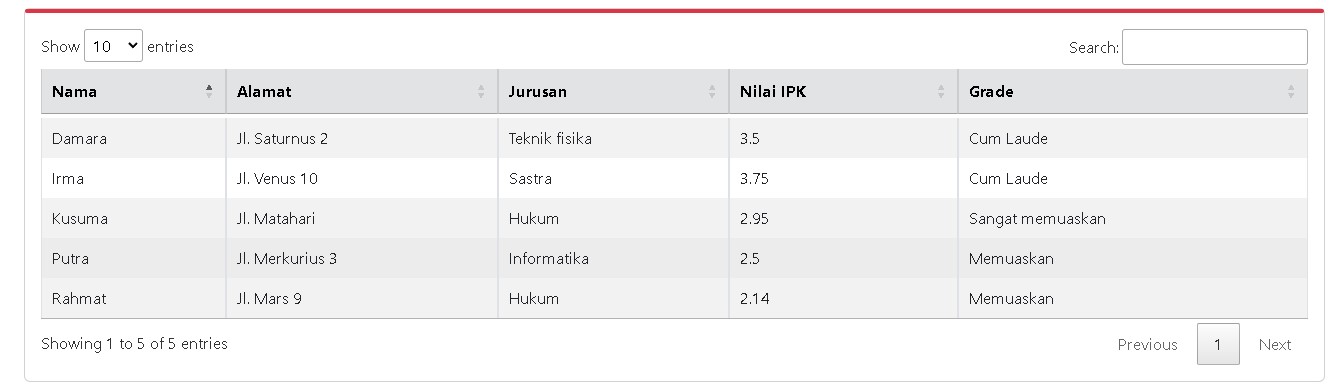 Show 10 entries Search:
Nama Alamat Jurusan Nilai IPK Grade
Damara Jl. Saturnus 2 Teknik fisika 3.5 Cum Laude
Irma Jl. Venus 10 Sastra 3.75 Cum Laude
Kusuma Jl. Matahari Hukum 2.95 Sangat memuaskan
Putra Jl. Merkurius 3 Informatika 2.5 Memuaskan
Rahmat Jl. Mars 9 Hukum 2.14 Memuaskan
Showing 1 to 5 of 5 entries Previous 1 Next